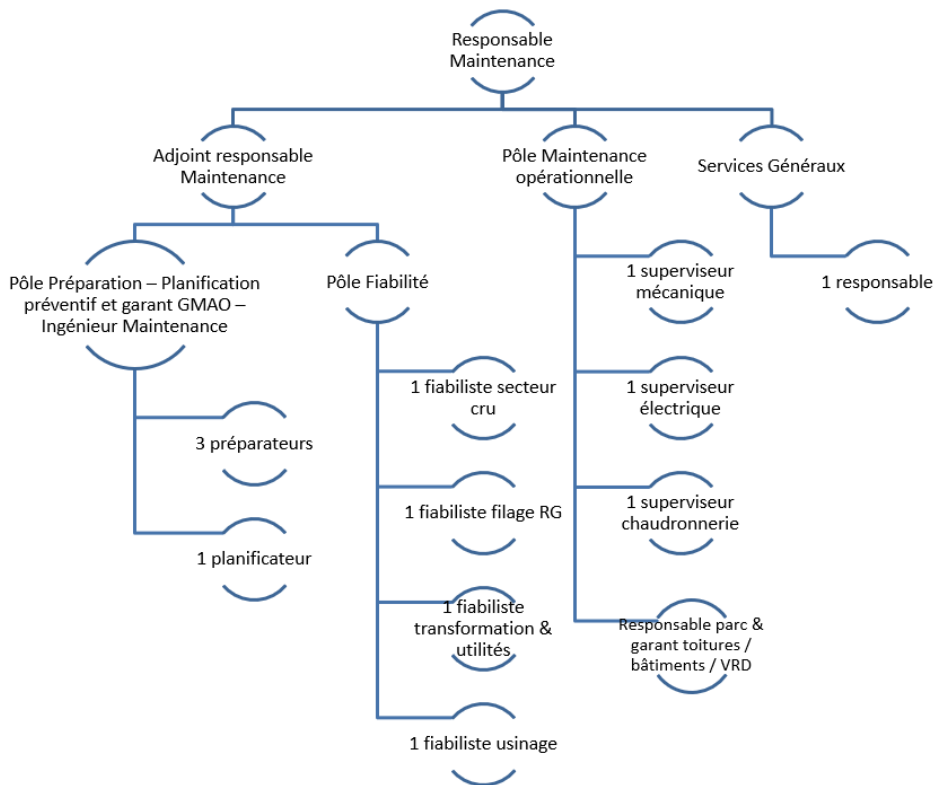 Responsable
Maintenance
Adjoint responsable
Maintenance
Pôle Maintenance
opérationnelle
Services Généraux
Pôle Préparation – Planification
préventif et garant GMAO –
Ingénieur Maintenance
Pôle Fiabilité
1 superviseur
mécanique
1 responsable
1 fiabiliste secteur
cru
1 superviseur
électrique
3 préparateurs
1 fiabiliste filage RG
1 superviseur
chaudronnerie
1 planificateur
1 fiabiliste
transformation &
utilités
Responsable parc &
garant toitures /
bâtiments / VRD
1 fiabiliste usinage